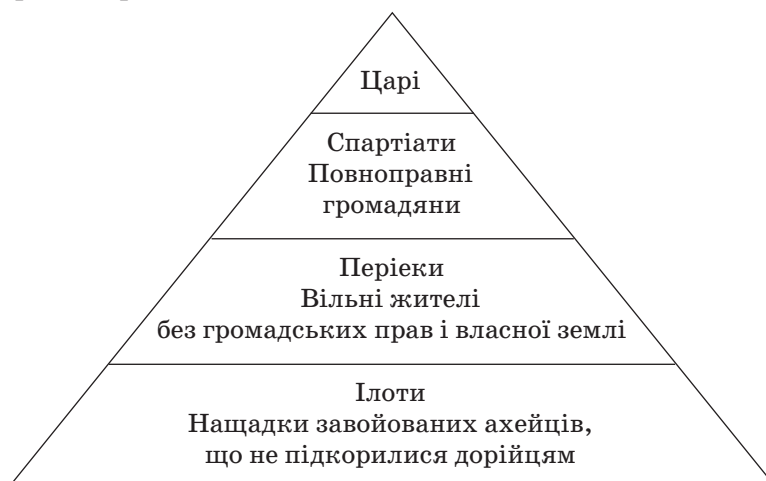 Царі
Спартіати
Повноправні
громадяни
Періеки
Вільні жителі
без громадських прав і власної землі
Ілоти
Нащадки завойованих ахейців,
що не підкорилися дорійцям